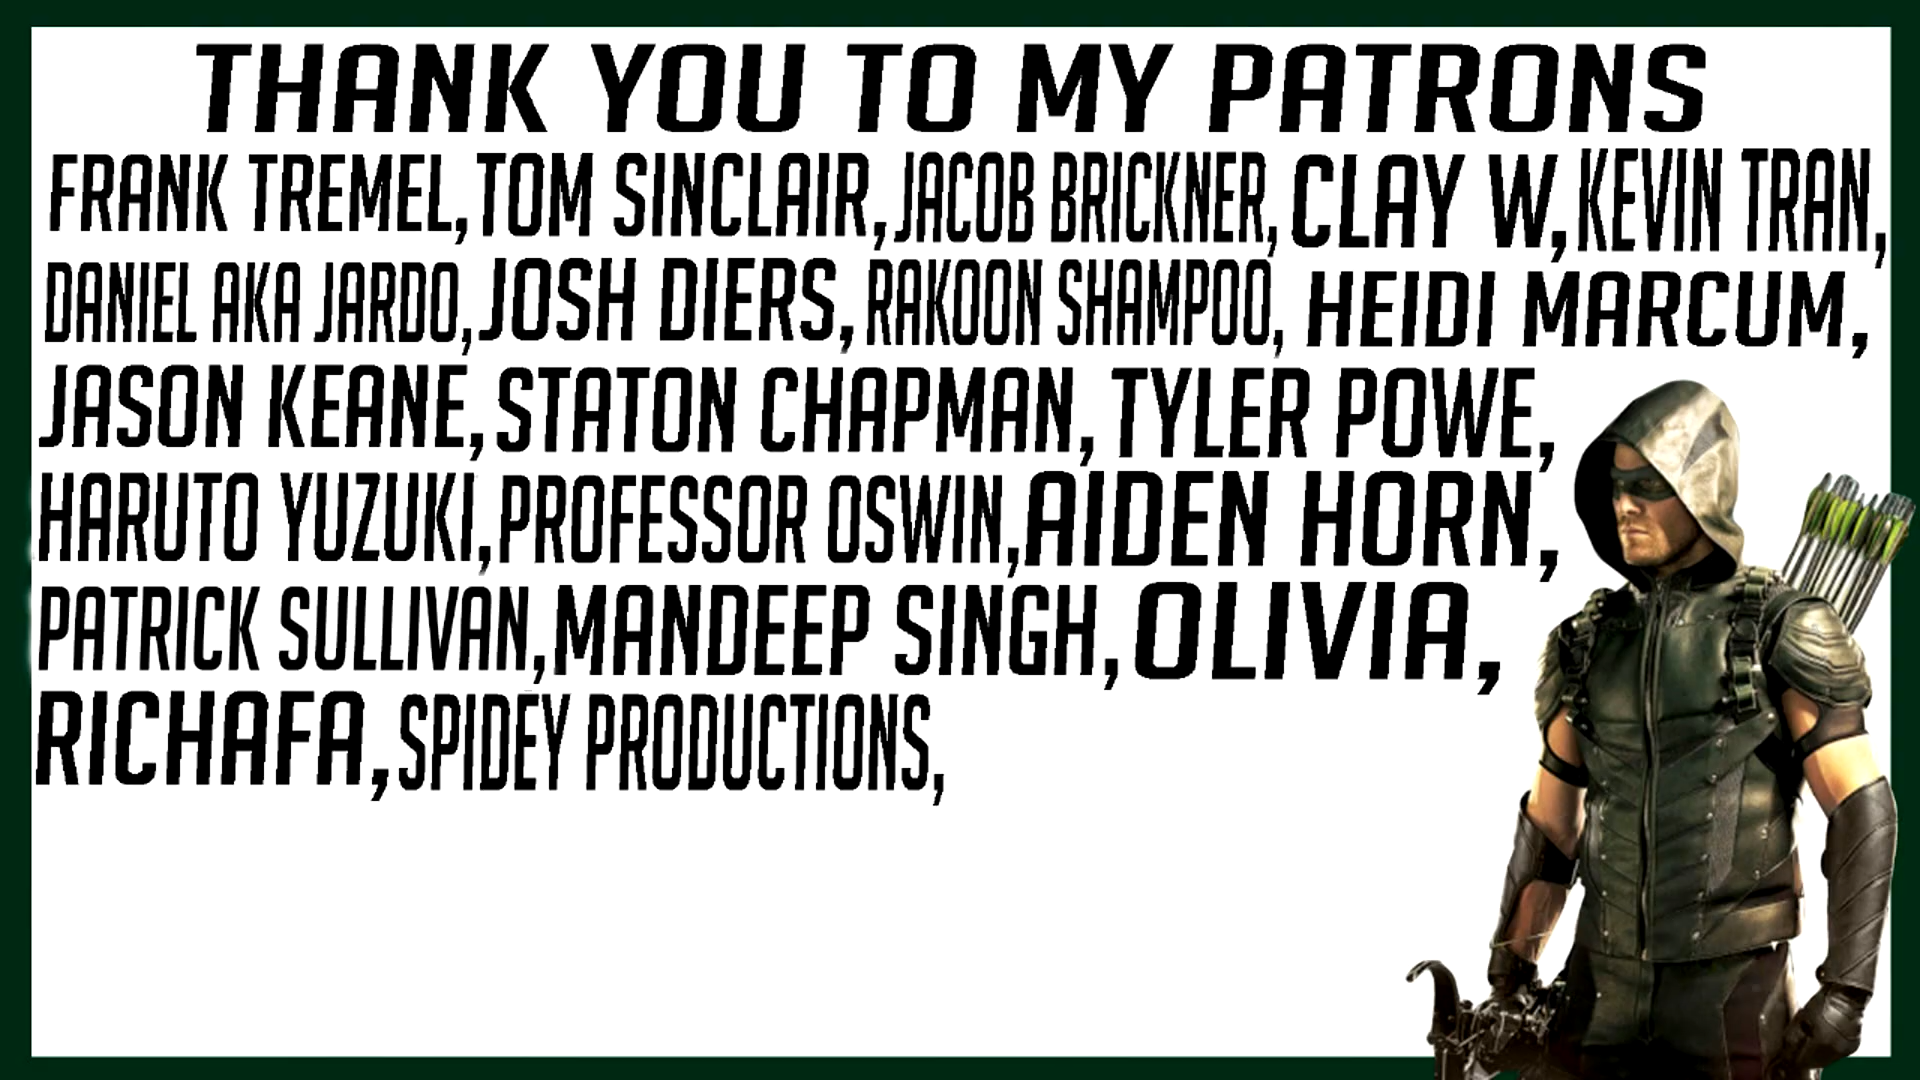 THANK YOU TO MY PATRONS
FRANK TREMEL, TOM SINCLAIR, JACOB BRICKNER, CLAY W, KEVIN TRAN,
DANIEL AKA JARDO, JOSH DIERS, RAKOON SHAMPOO, HEIDI MARCUM,
JASON KEANE, STATON CHAPMAN, TYLER POWE,
HARUTO YUZUKI, PROFESSOR OSWIN, AIDEN HORN,
PATRICK SULLIVAN, MANDEEP SINGH, OLIVIA,
RICHAFA, SPIDEY PRODUCTIONS,